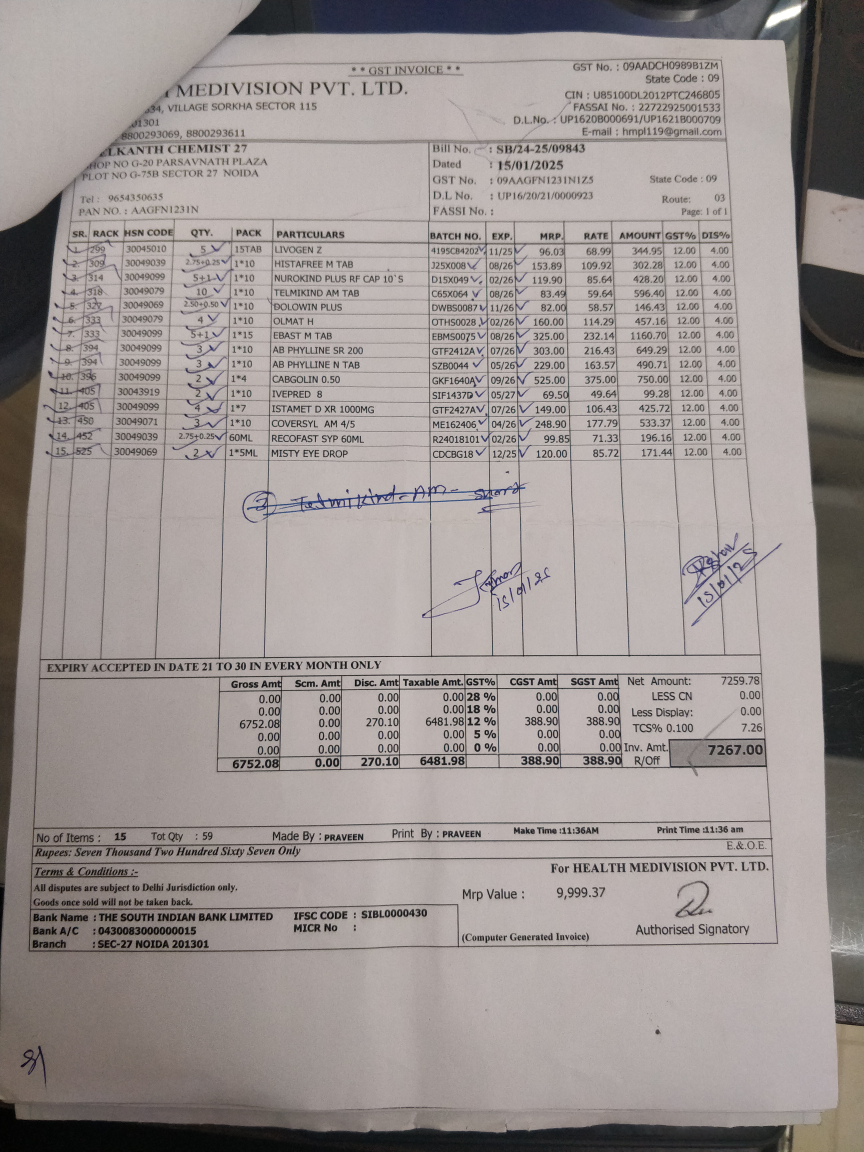 * * GST INVOICE * *
GST No. : 09AADCH0989B1ZM
State Code : 09
MEDIVISION PVT. LTD.
CIN : U85100DL2012PTC246805
34, VILLAGE SORKHA SECTOR 115
FASSAI No. : 22722925001533
01301
D.L.No. : UP1620B000691/UP1621B000709
8800293069, 8800293611
E-mail : hmpl119@gmail.com
ELKANTH CHEMIST 27
SHOP NO G-20 PARSAVNATH PLAZA
PLOT NO G-75B SECTOR 27 NOIDA
Tel : 9654350635
PAN NO. : AAGFN1231N
Bill No. : SB/24-25/09843
Dated : 15/01/2025
GST No. : 09AAGFN1231N1Z5 State Code : 09
D.L No. : UP16/20/21/0000923 Route: 03
FASSI No. : Page: 1 of 1
SR. RACK HSN CODE QTY. PACK PARTICULARS BATCH NO. EXP. MRP. RATE AMOUNT GST% DIS%
1. 299 30045010 5 15TAB LIVOGEN Z 4195C84202 11/25 96.03 68.99 344.95 12.00 4.00
2. 309 30049039 2.75+0.25 1*10 HISTAFREE M TAB J25X008 08/26 153.89 109.92 302.28 12.00 4.00
3. 314 30049099 5+1 1*10 NUROKIND PLUS RF CAP 10`S D15X049 02/26 119.90 85.64 428.20 12.00 4.00
4. 318 30049079 10 1*10 TELMIKIND AM TAB C65X064 08/26 83.49 59.64 596.40 12.00 4.00
5. 327 30049069 2.50+0.50 1*10 DOLOWIN PLUS DWBS0087 11/26 82.00 58.57 146.43 12.00 4.00
6. 333 30049079 4 1*10 OLMAT H OTHS0028 02/26 160.00 114.29 457.16 12.00 4.00
7. 333 30049099 5+1 1*15 EBAST M TAB EBMS0075 08/26 325.00 232.14 1160.70 12.00 4.00
8. 394 30049099 3 1*10 AB PHYLLINE SR 200 GTF2412A 07/26 303.00 216.43 649.29 12.00 4.00
9. 394 30049099 3 1*10 AB PHYLLINE N TAB SZB0044 05/26 229.00 163.57 490.71 12.00 4.00
10. 396 30049099 2 1*4 CABGOLIN 0.50 GKF1640A 09/26 525.00 375.00 750.00 12.00 4.00
11. 405 30043919 2 1*10 IVEPRED 8 SIF1437D 05/27 69.50 49.64 99.28 12.00 4.00
12. 405 30049099 4 1*7 ISTAMET D XR 1000MG GTF2427A 07/26 149.00 106.43 425.72 12.00 4.00
13. 450 30049071 3 1*10 COVERSYL AM 4/5 ME162406 04/26 248.90 177.79 533.37 12.00 4.00
14. 452 30049039 2.75+0.25 60ML RECOFAST SYP 60ML R24018101 02/26 99.85 71.33 196.16 12.00 4.00
15. 525 30049069 2 1*5ML MISTY EYE DROP CDCBG18 12/25 120.00 85.72 171.44 12.00 4.00
Telmikind-AM- short
15/01/25
15/01/25
EXPIRY ACCEPTED IN DATE 21 TO 30 IN EVERY MONTH ONLY
Gross Amt Scm. Amt Disc. Amt Taxable Amt. GST% CGST Amt SGST Amt
0.00 0.00 0.00 0.00 28 % 0.00 0.00
0.00 0.00 0.00 0.00 18 % 0.00 0.00
6752.08 0.00 270.10 6481.98 12 % 388.90 388.90
0.00 0.00 0.00 0.00 5 % 0.00 0.00
0.00 0.00 0.00 0.00 0 % 0.00 0.00
6752.08 0.00 270.10 6481.98 388.90 388.90
Net Amount: 7259.78
LESS CN 0.00
Less Display: 0.00
TCS% 0.100 7.26
Inv. Amt. 7267.00
R/Off
No of Items : 15 Tot Qty : 59 Made By : PRAVEEN Print By : PRAVEEN Make Time :11:36AM Print Time :11:36 am
Rupees: Seven Thousand Two Hundred Sixty Seven Only E.& O.E.
Terms & Conditions :-
All disputes are subject to Delhi Jurisdiction only.
Goods once sold will not be taken back.
For HEALTH MEDIVISION PVT. LTD.
Mrp Value : 9,999.37
Bank Name : THE SOUTH INDIAN BANK LIMITED IFSC CODE : SIBL0000430
Bank A/C : 0430083000000015 MICR No :
Branch : SEC-27 NOIDA 201301
(Computer Generated Invoice)
Authorised Signatory